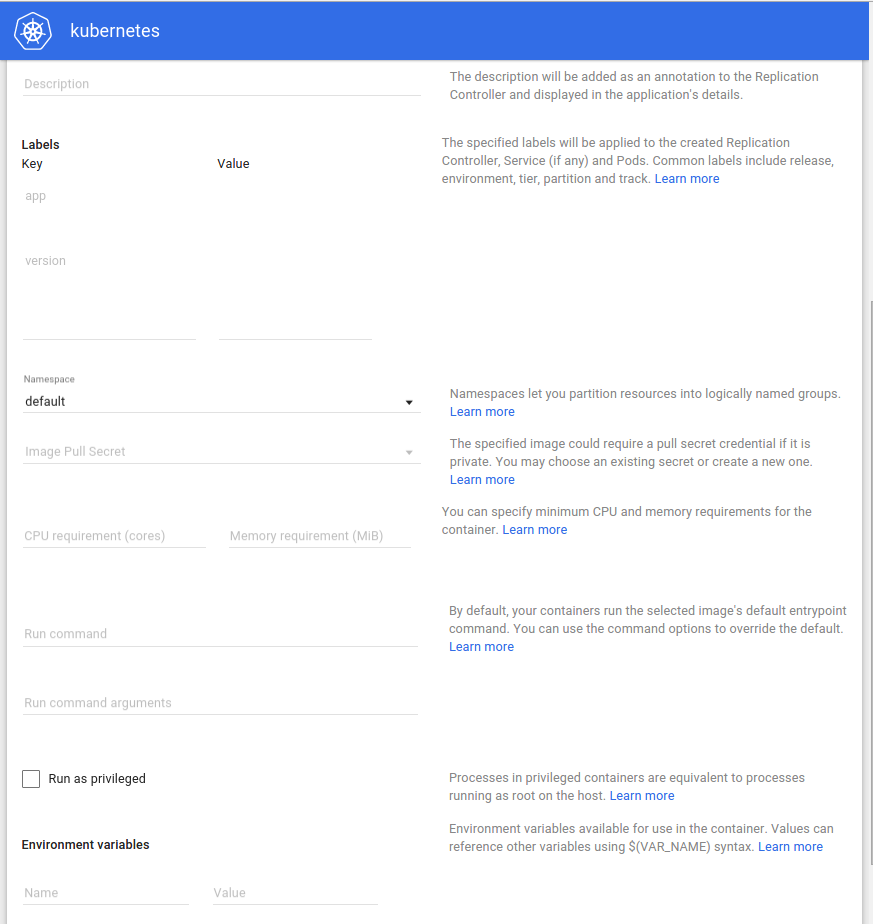 kubernetes
Description
The description will be added as an annotation to the Replication
Controller and displayed in the application's details.
Labels
Key
Value
The specified labels will be applied to the created Replication
Controller, Service (if any) and Pods. Common labels include release,
environment, tier, partition and track. Learn more
app
version
Namespace
default
Namespaces let you partition resources into logically named groups.
Learn more
Image Pull Secret
The specified image could require a pull secret credential if it is
private. You may choose an existing secret or create a new one.
Learn more
CPU requirement (cores)
Memory requirement (MiB)
You can specify minimum CPU and memory requirements for the
container. Learn more
Run command
By default, your containers run the selected image's default entrypoint
command. You can use the command options to override the default.
Learn more
Run command arguments
Run as privileged
Processes in privileged containers are equivalent to processes
running as root on the host. Learn more
Environment variables
Environment variables available for use in the container. Values can
reference other variables using $(VAR_NAME) syntax. Learn more
Name
Value